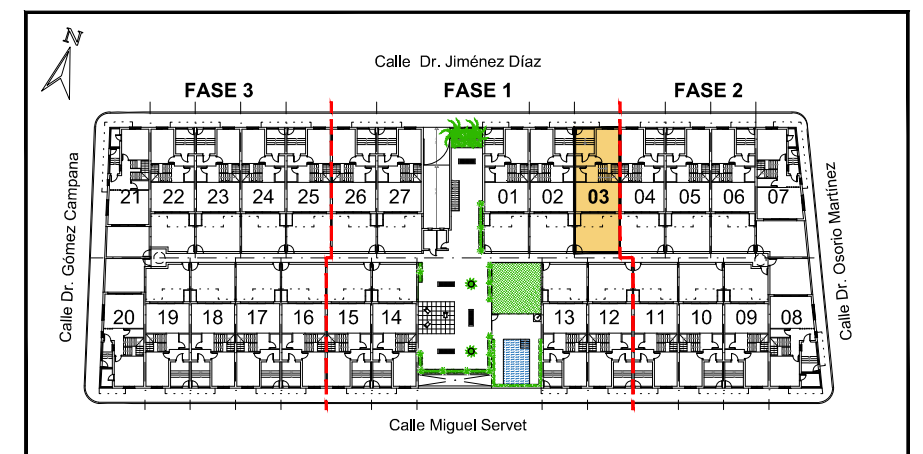 N
Calle Dr. Jiménez Díaz
FASE 3 FASE 1 FASE 2
Calle Dr. Gómez Campana
21 22 23 24 25 26 27 01 02 03 04 05 06 07
Calle Dr. Osorio Martínez
20 19 18 17 16 15 14 13 12 11 10 09 08
Calle Miguel Servet